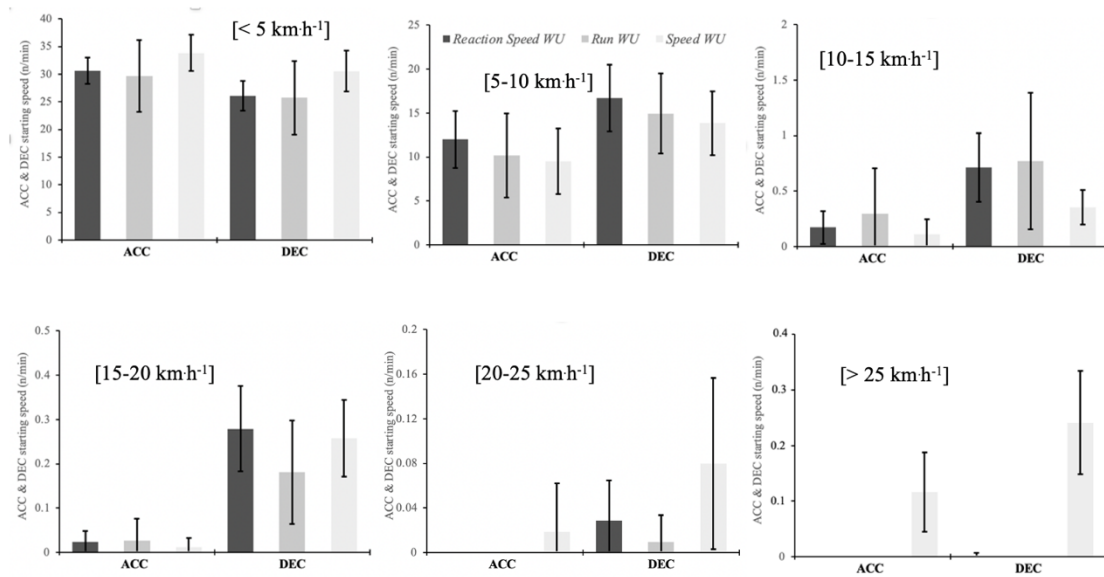 [< 5 km·h⁻¹]
ACC & DEC starting speed (n/min)
40
35
30
25
20
15
10
5
0
ACC DEC
Reaction Speed WU Run WU Speed WU
[5-10 km·h⁻¹]
ACC & DEC starting speed (n/min)
25
20
15
10
5
0
ACC DEC
[10-15 km·h⁻¹]
ACC & DEC starting speed (n/min)
2
1.5
1
0.5
0
ACC DEC
[15-20 km·h⁻¹]
ACC & DEC starting speed (n/min)
0.5
0.4
0.3
0.2
0.1
0
ACC DEC
[20-25 km·h⁻¹]
ACC & DEC starting speed (n/min)
0.2
0.16
0.12
0.08
0.04
0
ACC DEC
[> 25 km·h⁻¹]
ACC & DEC starting speed (n/min)
0.4
0.3
0.2
0.1
0
ACC DEC